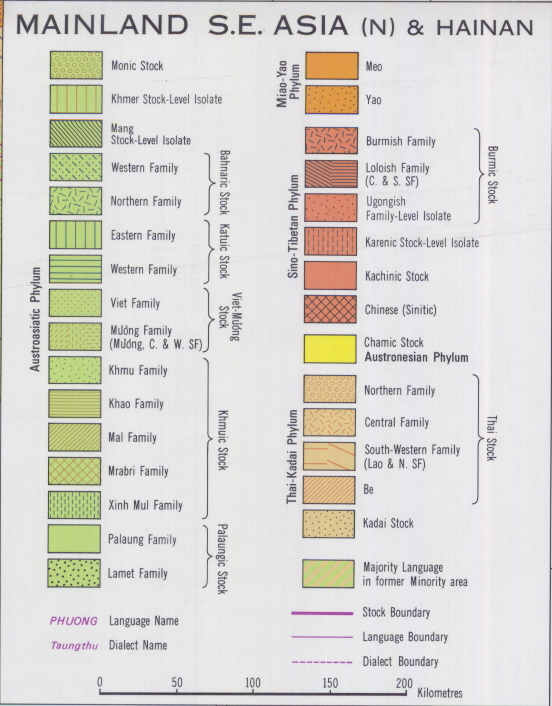 MAINLAND S.E. ASIA (N) & HAINAN
Austroasiatic Phylum
Monic Stock
Khmer Stock-Level Isolate
Mang
Stock-Level Isolate
Bahnaric Stock
Western Family
Northern Family
Katuic Stock
Eastern Family
Western Family
Viet-Mường
Stock
Viet Family
Mường Family
(Mường, C. & W. SF)
Khmuic Stock
Khmu Family
Khao Family
Mal Family
Mrabri Family
Xinh Mul Family
Palaungic Stock
Palaung Family
Lamet Family
PHUONG Language Name
Taungthu Dialect Name
Miao-Yao
Phylum
Meo
Yao
Sino-Tibetan Phylum
Burmic Stock
Burmish Family
Loloish Family
(C. & S. SF)
Ugongish
Family-Level Isolate
Karenic Stock-Level Isolate
Kachinic Stock
Chinese (Sinitic)
Chamic Stock
Austronesian Phylum
Thai-Kadai Phylum
Thai Stock
Northern Family
Central Family
South-Western Family
(Lao & N. SF)
Be
Kadai Stock
Majority Language
in former Minority area
Stock Boundary
Language Boundary
Dialect Boundary
0 50 100 150 200
Kilometres